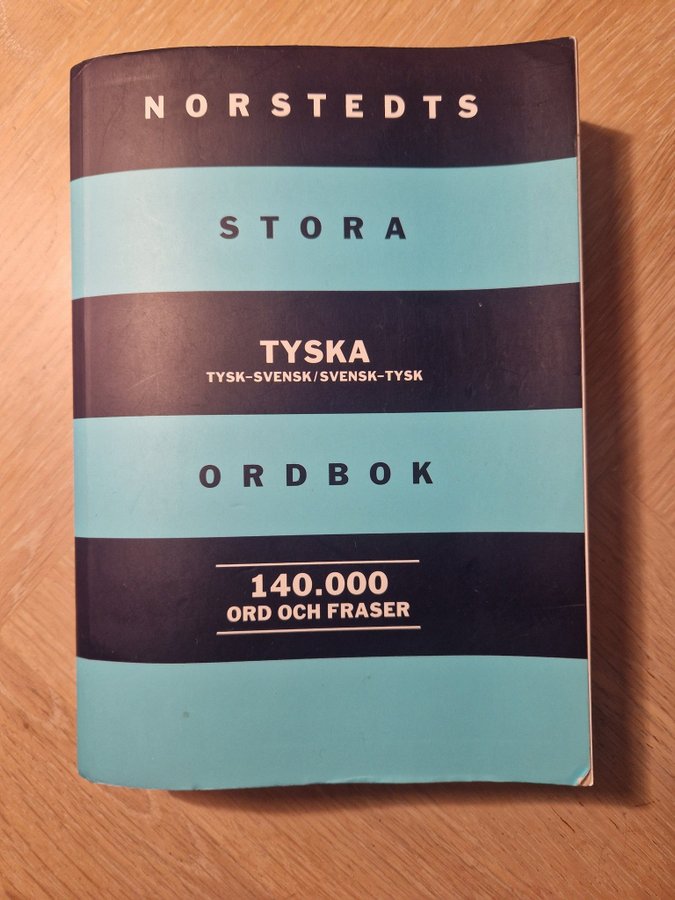 NORSTEDTS
STORA
TYSKA
TYSK–SVENSK/SVENSK–TYSK
ORDBOK
140.000
ORD OCH FRASER